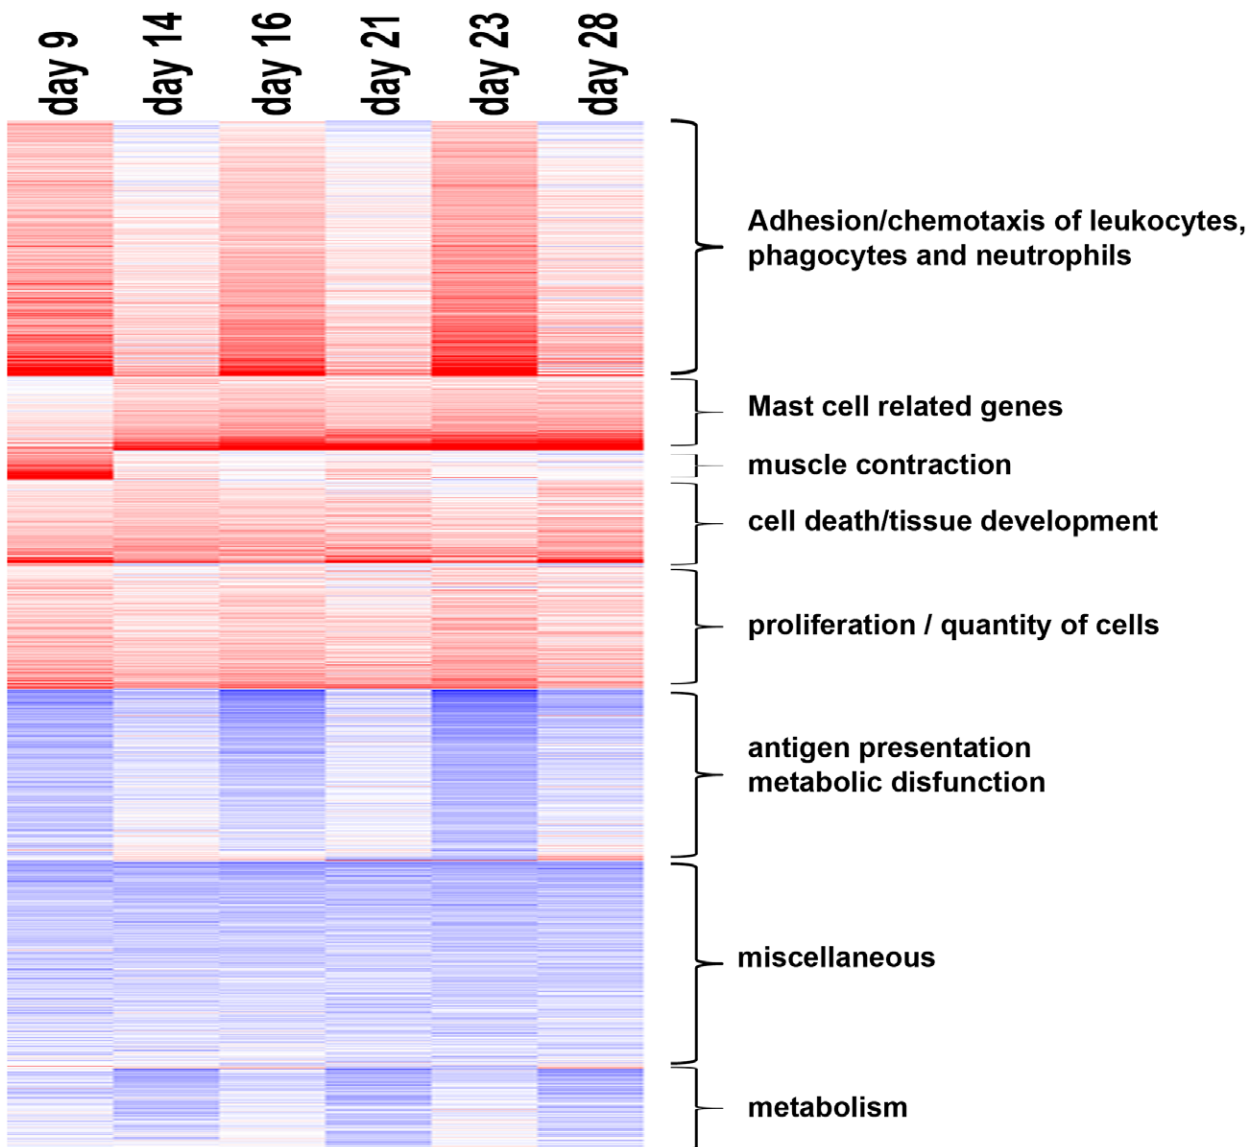 day 9
day 14
day 16
day 21
day 23
day 28
Adhesion/chemotaxis of leukocytes,
phagocytes and neutrophils
Mast cell related genes
muscle contraction
cell death/tissue development
proliferation / quantity of cells
antigen presentation
metabolic disfunction
miscellaneous
metabolism